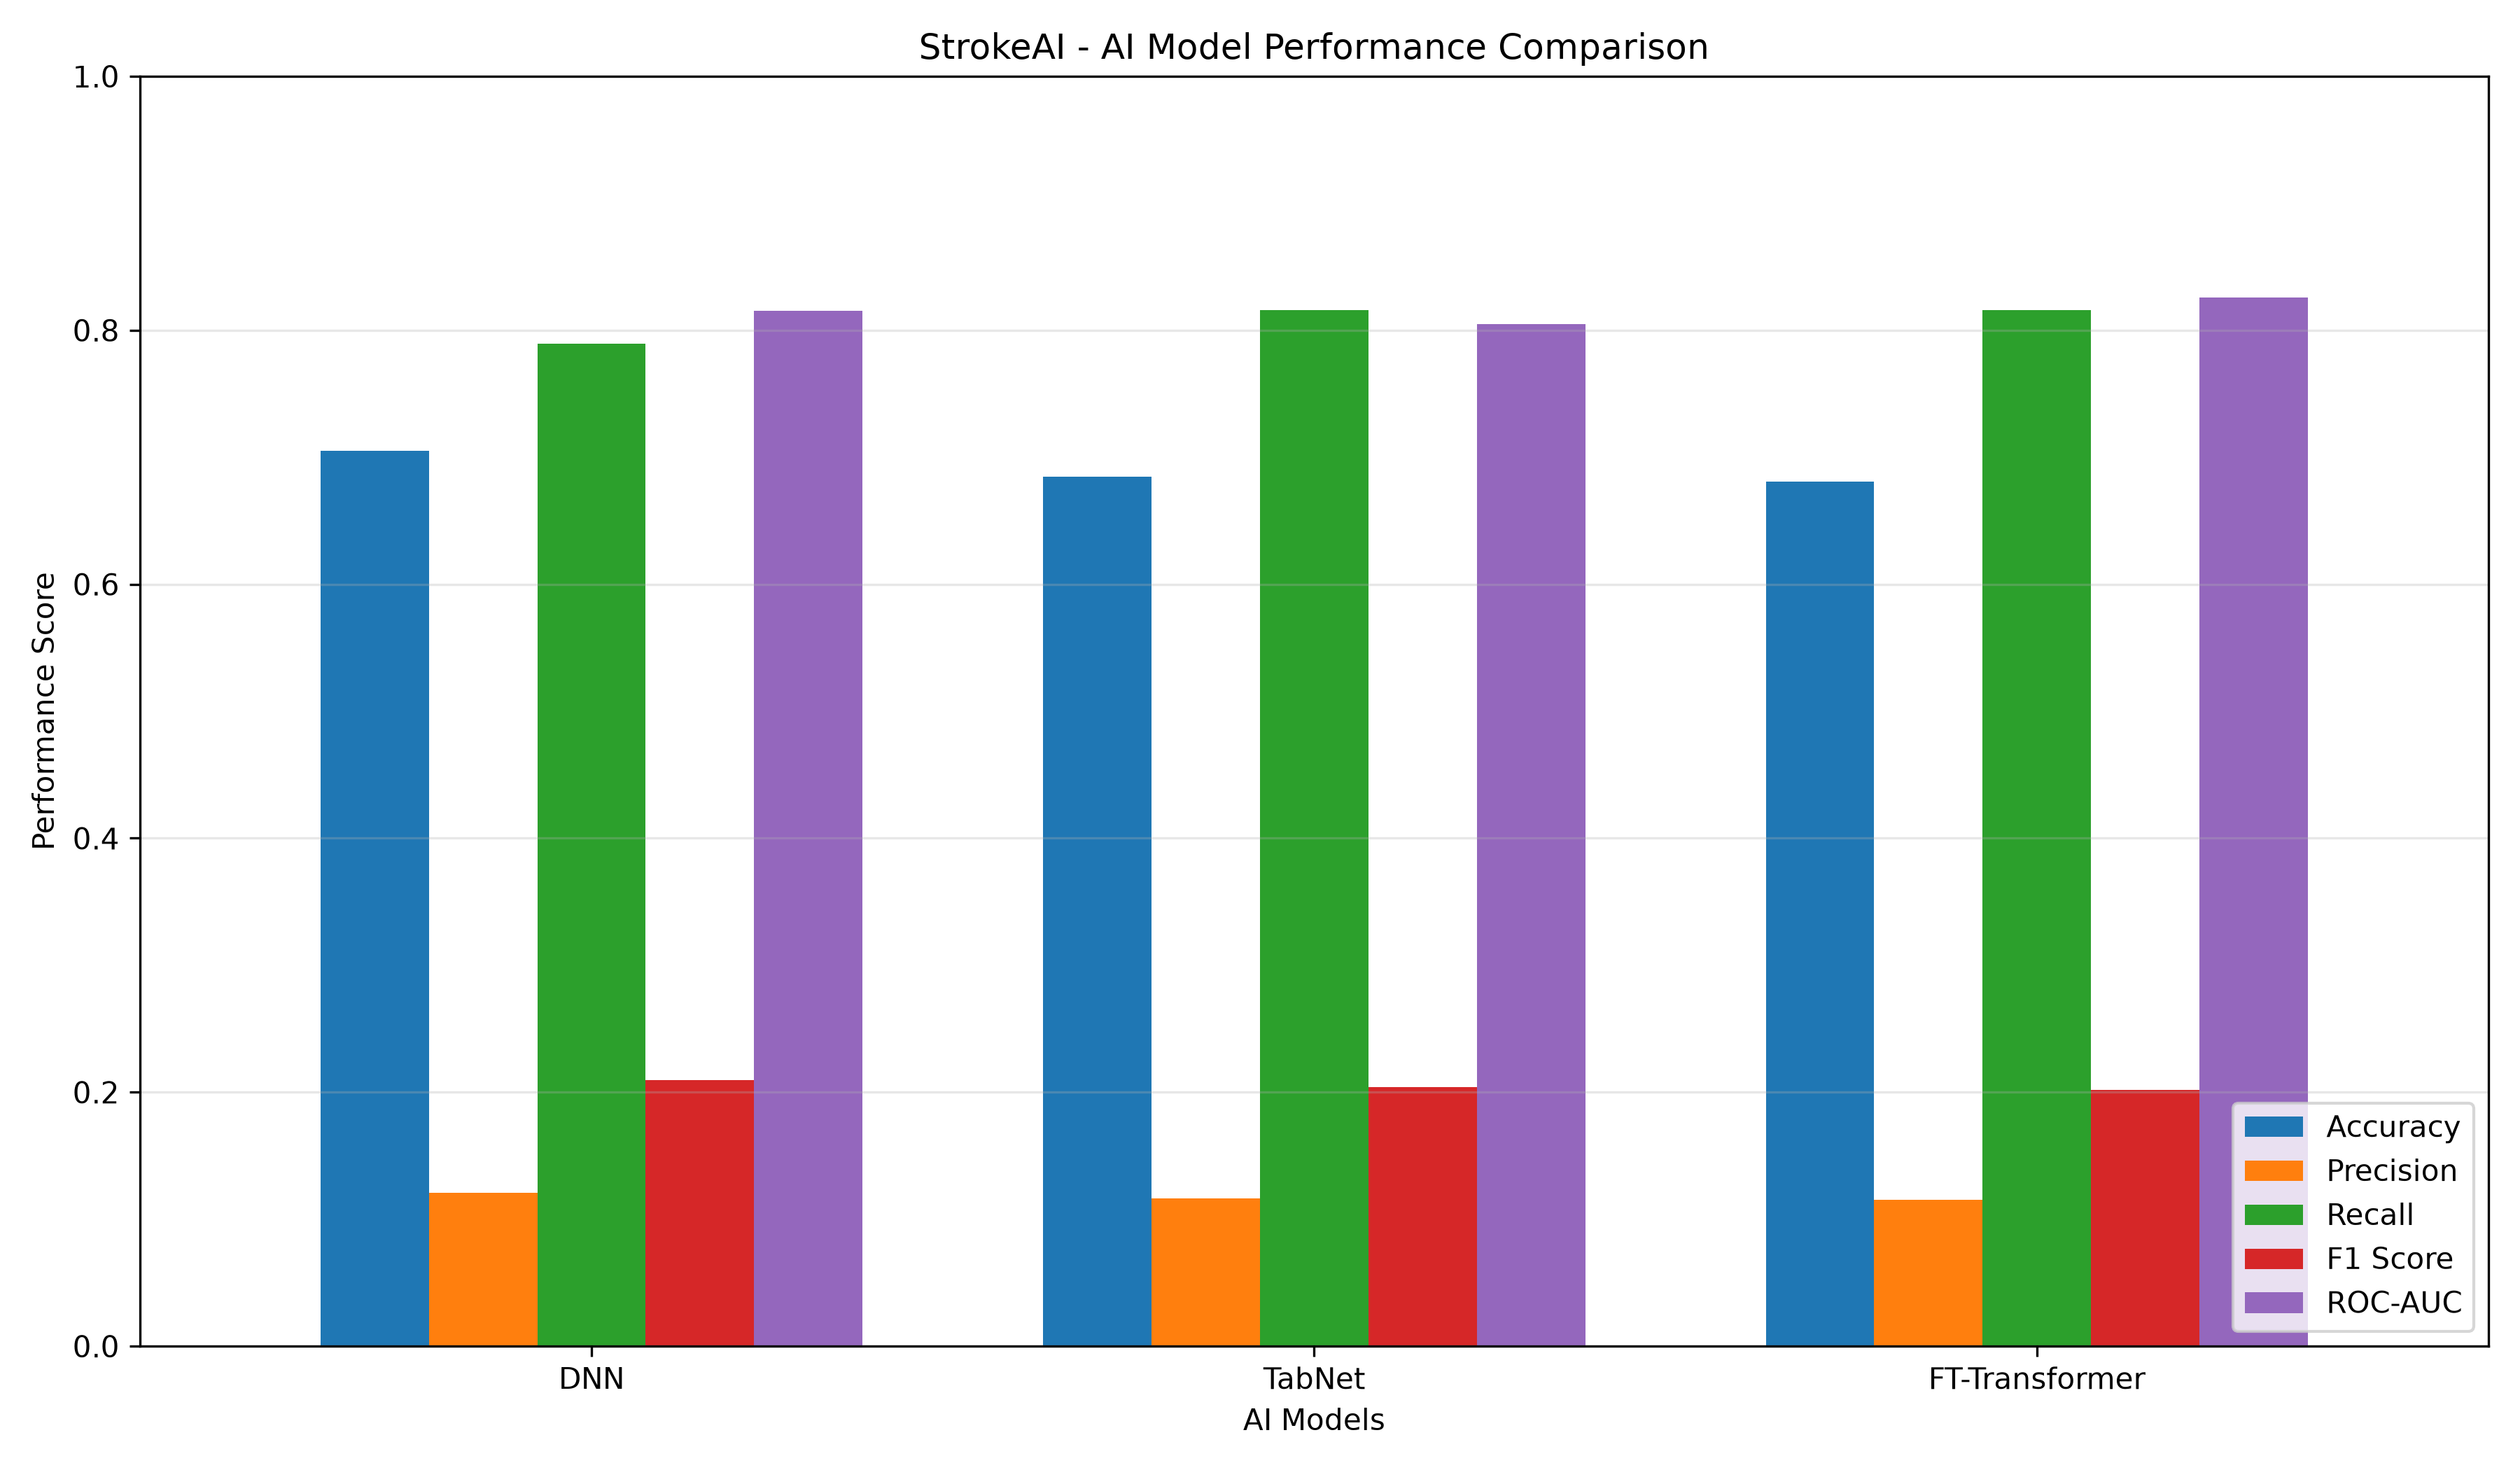 StrokeAI - AI Model Performance Comparison
Performance Score
1.0
0.8
0.6
0.4
0.2
0.0
DNN
TabNet
FT-Transformer
AI Models
Accuracy
Precision
Recall
F1 Score
ROC-AUC